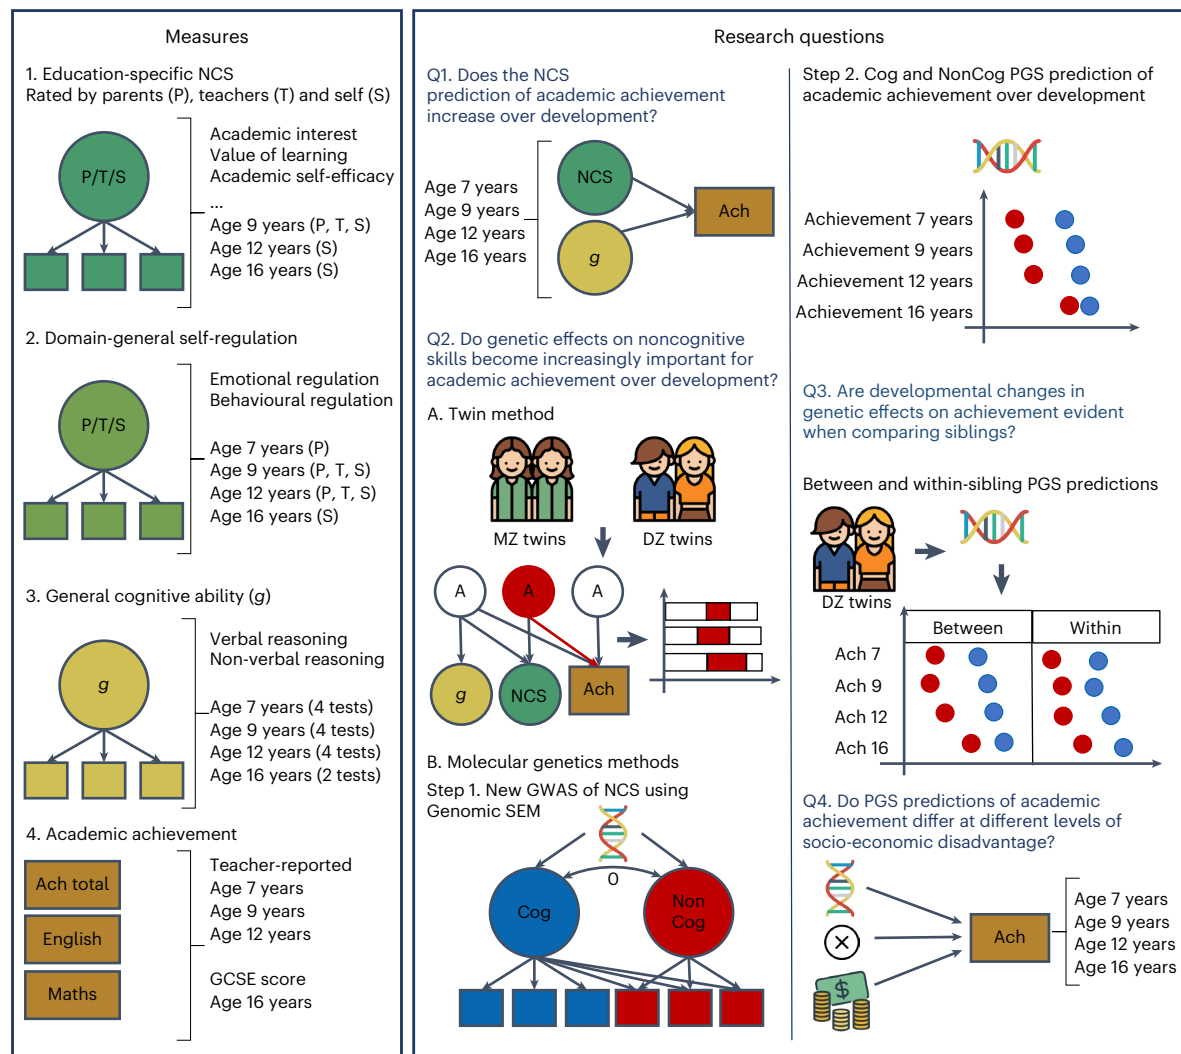 Measures
1. Education-specific NCS
Rated by parents (P), teachers (T) and self (S)
P/T/S
Academic interest
Value of learning
Academic self-efficacy
...
Age 9 years (P, T, S)
Age 12 years (S)
Age 16 years (S)
2. Domain-general self-regulation
P/T/S
Emotional regulation
Behavioural regulation
Age 7 years (P)
Age 9 years (P, T, S)
Age 12 years (P, T, S)
Age 16 years (S)
3. General cognitive ability (g)
g
Verbal reasoning
Non-verbal reasoning
Age 7 years (4 tests)
Age 9 years (4 tests)
Age 12 years (4 tests)
Age 16 years (2 tests)
4. Academic achievement
Ach total
English
Maths
Teacher-reported
Age 7 years
Age 9 years
Age 12 years
GCSE score
Age 16 years
Research questions
Q1. Does the NCS
prediction of academic achievement
increase over development?
Age 7 years
Age 9 years
Age 12 years
Age 16 years
NCS
g
Ach
Q2. Do genetic effects on noncognitive
skills become increasingly important for
academic achievement over development?
A. Twin method
MZ twins
DZ twins
A
A
A
g
NCS
Ach
B. Molecular genetics methods
Step 1. New GWAS of NCS using
Genomic SEM
0
Cog
Non
Cog
Step 2. Cog and NonCog PGS prediction of
academic achievement over development
Achievement 7 years
Achievement 9 years
Achievement 12 years
Achievement 16 years
Q3. Are developmental changes in
genetic effects on achievement evident
when comparing siblings?
Between and within-sibling PGS predictions
DZ twins
Between
Within
Ach 7
Ach 9
Ach 12
Ach 16
Q4. Do PGS predictions of academic
achievement differ at different levels of
socio-economic disadvantage?
$
Ach
Age 7 years
Age 9 years
Age 12 years
Age 16 years